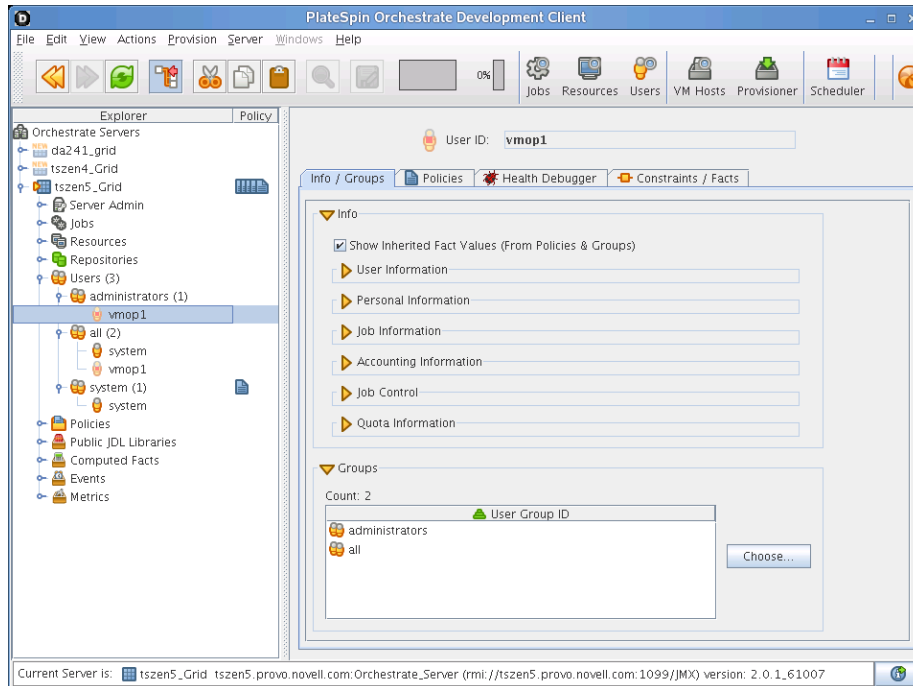 PlateSpin Orchestrate Development Client
File Edit View Actions Provision Server Windows Help
0% Jobs Resources Users VM Hosts Provisioner Scheduler
Explorer Policy
Orchestrate Servers
da241_grid
tszen4_Grid
tszen5_Grid
Server Admin
Jobs
Resources
Repositories
Users (3)
administrators (1)
vmop1
all (2)
system
vmop1
system (1)
system
Policies
Public JDL Libraries
Computed Facts
Events
Metrics
User ID: vmop1
Info / Groups Policies Health Debugger Constraints / Facts
Info
Show Inherited Fact Values (From Policies & Groups)
User Information
Personal Information
Job Information
Accounting Information
Job Control
Quota Information
Groups
Count: 2
User Group ID
administrators
all
Choose...
Current Server is: tszen5_Grid tszen5.provo.novell.com:Orchestrate_Server (rmi://tszen5.provo.novell.com:1099/JMX) version: 2.0.1_61007